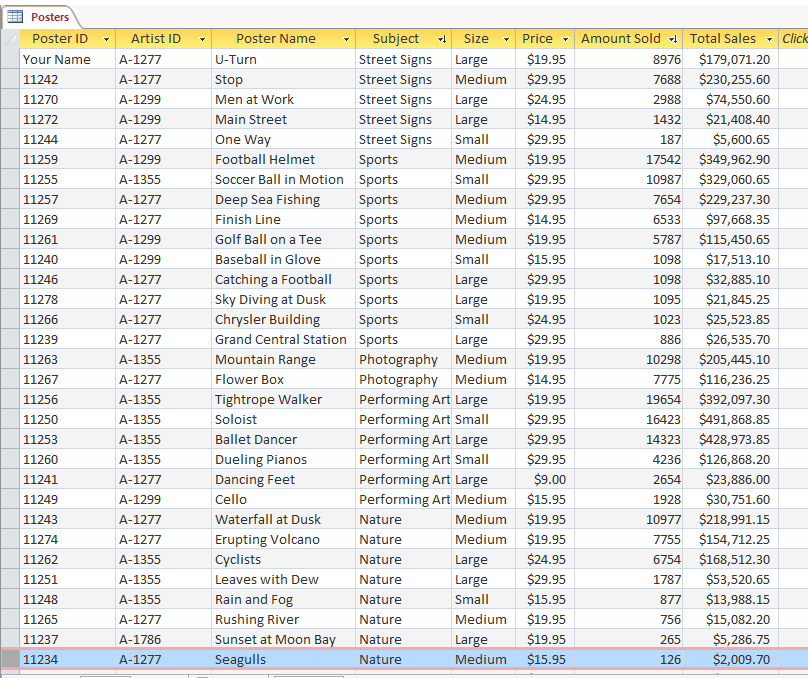 Posters
Poster ID Artist ID Poster Name Subject Size Price Amount Sold Total Sales Click
Your Name A-1277 U-Turn Street Signs Large $19.95 8976 $179,071.20
11242 A-1277 Stop Street Signs Medium $29.95 7688 $230,255.60
11270 A-1299 Men at Work Street Signs Large $24.95 2988 $74,550.60
11272 A-1299 Main Street Street Signs Large $14.95 1432 $21,408.40
11244 A-1277 One Way Street Signs Small $29.95 187 $5,600.65
11259 A-1299 Football Helmet Sports Medium $19.95 17542 $349,962.90
11255 A-1355 Soccer Ball in Motion Sports Small $29.95 10987 $329,060.65
11257 A-1277 Deep Sea Fishing Sports Medium $29.95 7654 $229,237.30
11269 A-1277 Finish Line Sports Medium $14.95 6533 $97,668.35
11261 A-1299 Golf Ball on a Tee Sports Medium $19.95 5787 $115,450.65
11240 A-1299 Baseball in Glove Sports Small $15.95 1098 $17,513.10
11246 A-1277 Catching a Football Sports Large $29.95 1098 $32,885.10
11278 A-1277 Sky Diving at Dusk Sports Large $19.95 1095 $21,845.25
11266 A-1277 Chrysler Building Sports Small $24.95 1023 $25,523.85
11239 A-1277 Grand Central Station Sports Large $29.95 886 $26,535.70
11263 A-1355 Mountain Range Photography Medium $19.95 10298 $205,445.10
11267 A-1277 Flower Box Photography Medium $14.95 7775 $116,236.25
11256 A-1355 Tightrope Walker Performing Art Large $19.95 19654 $392,097.30
11250 A-1355 Soloist Performing Art Small $29.95 16423 $491,868.85
11253 A-1355 Ballet Dancer Performing Art Large $29.95 14323 $428,973.85
11260 A-1355 Dueling Pianos Performing Art Small $29.95 4236 $126,868.20
11241 A-1277 Dancing Feet Performing Art Large $9.00 2654 $23,886.00
11249 A-1299 Cello Performing Art Medium $15.95 1928 $30,751.60
11243 A-1277 Waterfall at Dusk Nature Medium $19.95 10977 $218,991.15
11274 A-1277 Erupting Volcano Nature Medium $19.95 7755 $154,712.25
11262 A-1355 Cyclists Nature Large $24.95 6754 $168,512.30
11251 A-1355 Leaves with Dew Nature Large $29.95 1787 $53,520.65
11248 A-1355 Rain and Fog Nature Small $15.95 877 $13,988.15
11265 A-1277 Rushing River Nature Medium $19.95 756 $15,082.20
11237 A-1786 Sunset at Moon Bay Nature Large $19.95 265 $5,286.75
11234 A-1277 Seagulls Nature Medium $15.95 126 $2,009.70